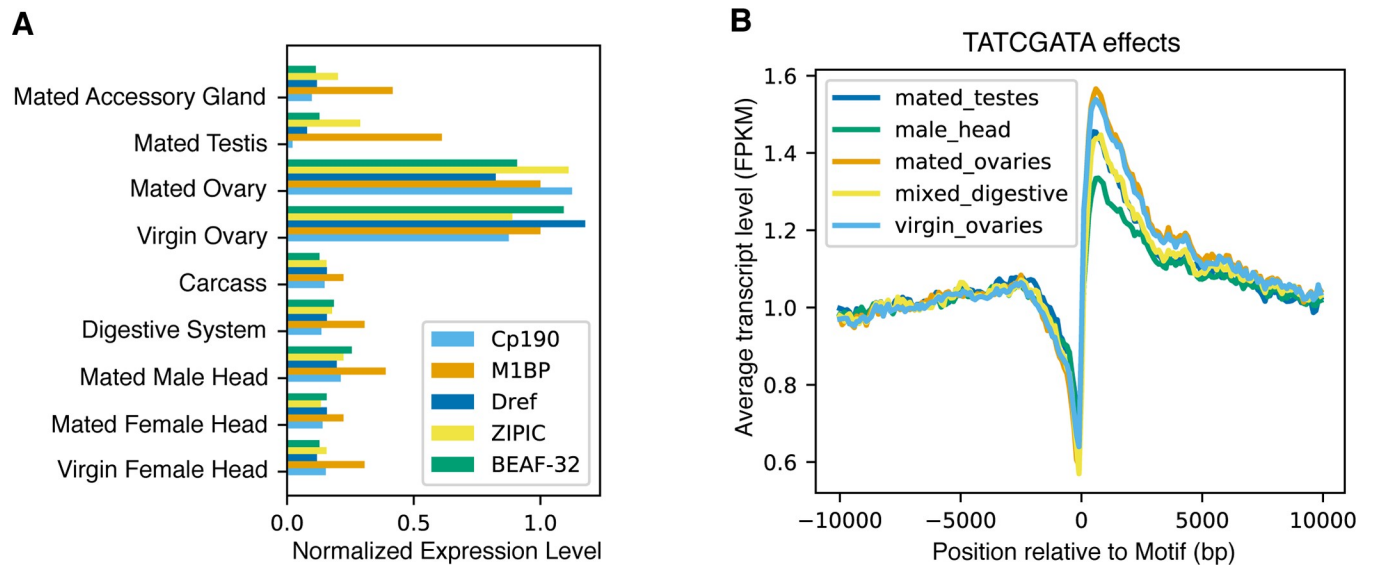 A
Mated Accessory Gland
Mated Testis
Mated Ovary
Virgin Ovary
Carcass
Digestive System
Mated Male Head
Mated Female Head
Virgin Female Head
Cp190
M1BP
Dref
ZIPIC
BEAF-32
0.0 0.5 1.0
Normalized Expression Level
B
TATCGATA effects
mated_testes
male_head
mated_ovaries
mixed_digestive
virgin_ovaries
1.6
1.4
1.2
1.0
0.8
0.6
Average transcript level (FPKM)
−10000 −5000 0 5000 10000
Position relative to Motif (bp)